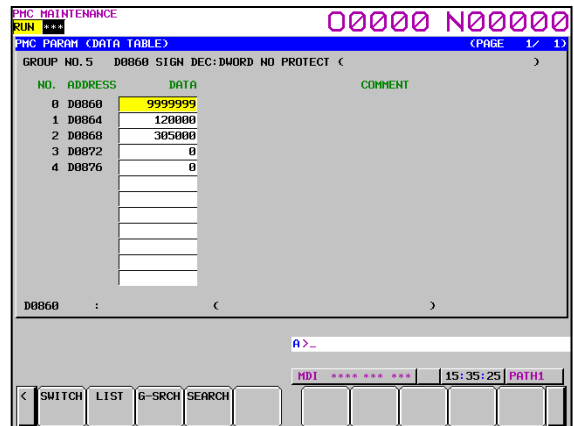 PMC MAINTENANCE O0000 N00000
RUN ***
PMC PARAM (DATA TABLE) (PAGE 1/ 1)
GROUP NO.5 D0860 SIGN DEC:DWORD NO PROTECT ( )
NO. ADDRESS DATA COMMENT
0 D0860 9999999
1 D0864 120000
2 D0868 305000
3 D0872 0
4 D0876 0
D0860 : ( )
A>_
MDI **** *** *** 15:35:25 PATH1
< SWITCH LIST G-SRCH SEARCH